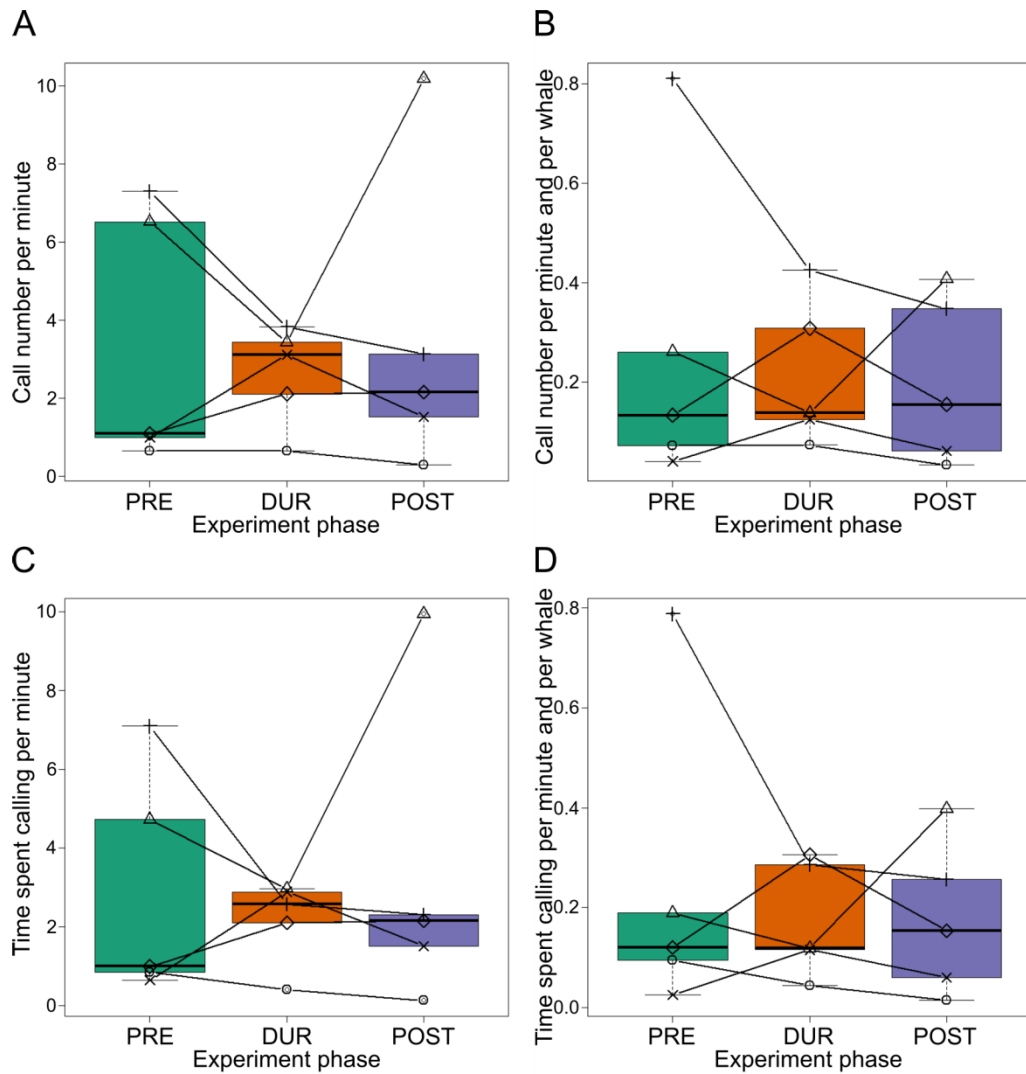 A
Call number per minute
10
8
6
4
2
0
PRE DUR POST
Experiment phase
B
Call number per minute and per whale
0.8
0.6
0.4
0.2
PRE DUR POST
Experiment phase
C
Time spent calling per minute
10
8
6
4
2
0
PRE DUR POST
Experiment phase
D
Time spent calling per minute and per whale
0.8
0.6
0.4
0.2
0.0
PRE DUR POST
Experiment phase